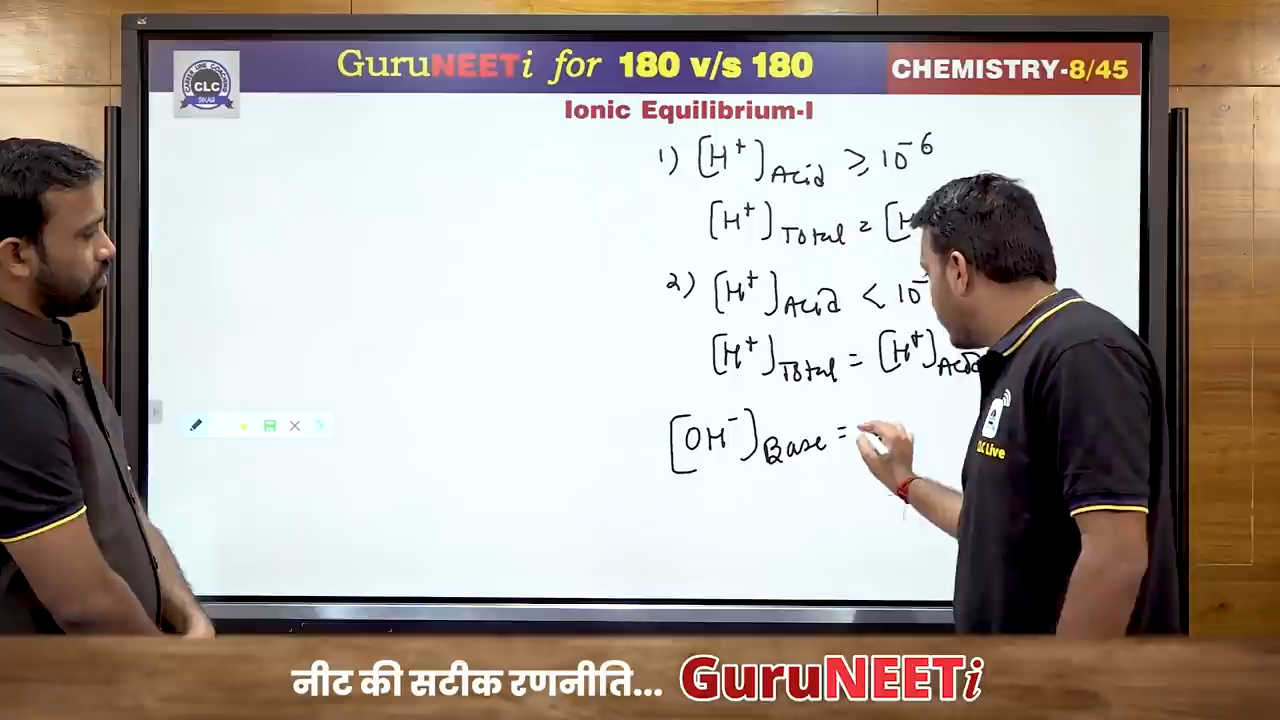 GuruNEETi for 180 v/s 180
CHEMISTRY-8/45
CLC
SIKAR
Ionic Equilibrium-I
1) [H⁺]Acid ≥ 10⁻⁶
[H⁺]Total = [H
2) [H⁺]Acid < 10⁻
[H⁺]Total = [H⁺]Acid
[OH⁻]Base =
CLC Live
नीट की सटीक रणनीति... GuruNEETi